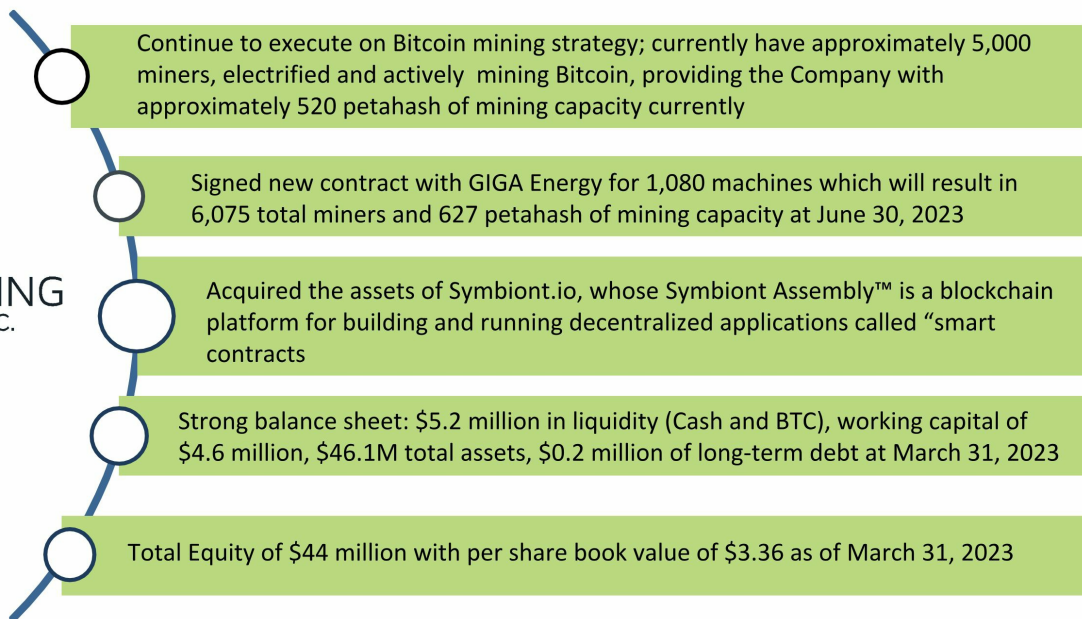 Continue to execute on Bitcoin mining strategy; currently have approximately 5,000
miners, electrified and actively  mining Bitcoin, providing the Company with
approximately 520 petahash of mining capacity currently
Signed new contract with GIGA Energy for 1,080 machines which will result in
6,075 total miners and 627 petahash of mining capacity at June 30, 2023
ING
C.
Acquired the assets of Symbiont.io, whose Symbiont Assembly™ is a blockchain
platform for building and running decentralized applications called “smart
contracts
Strong balance sheet: $5.2 million in liquidity (Cash and BTC), working capital of
$4.6 million, $46.1M total assets, $0.2 million of long-term debt at March 31, 2023
Total Equity of $44 million with per share book value of $3.36 as of March 31, 2023